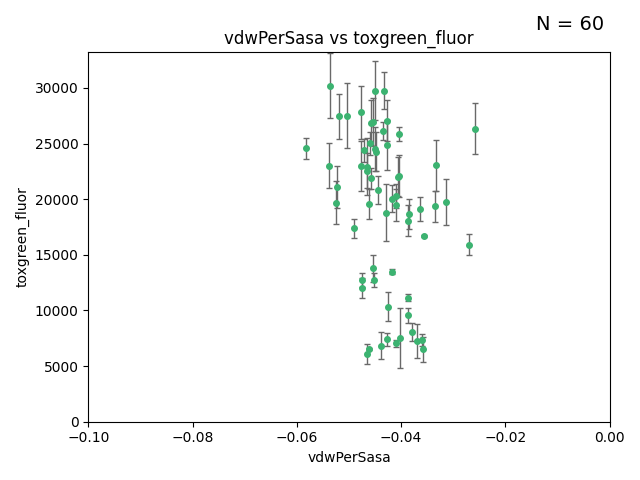 N = 60
vdwPerSasa vs toxgreen_fluor
toxgreen_fluor
30000
25000
20000
15000
10000
5000
0
−0.10 −0.08 −0.06 −0.04 −0.02 0.00
vdwPerSasa